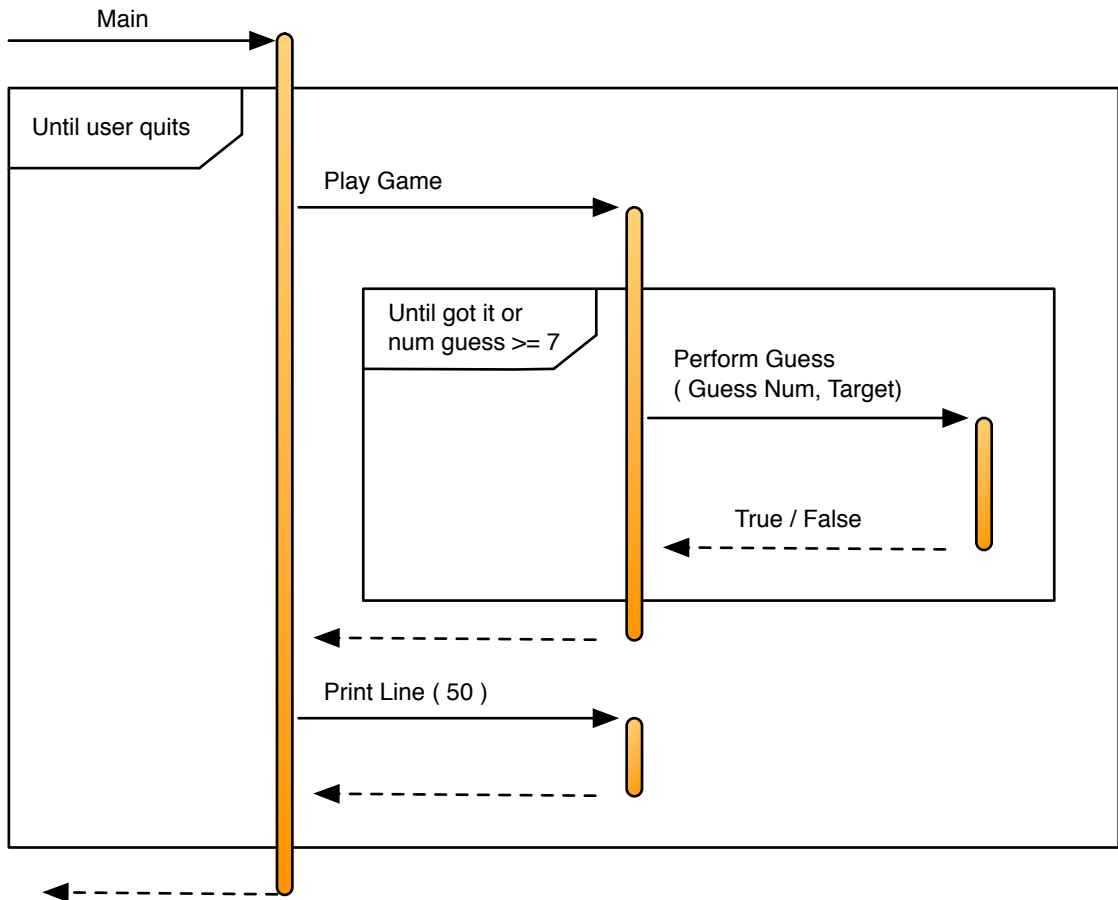 Main
Until user quits
Play Game
Until got it or
num guess >= 7
Perform Guess
( Guess Num, Target)
True / False
Print Line ( 50 )